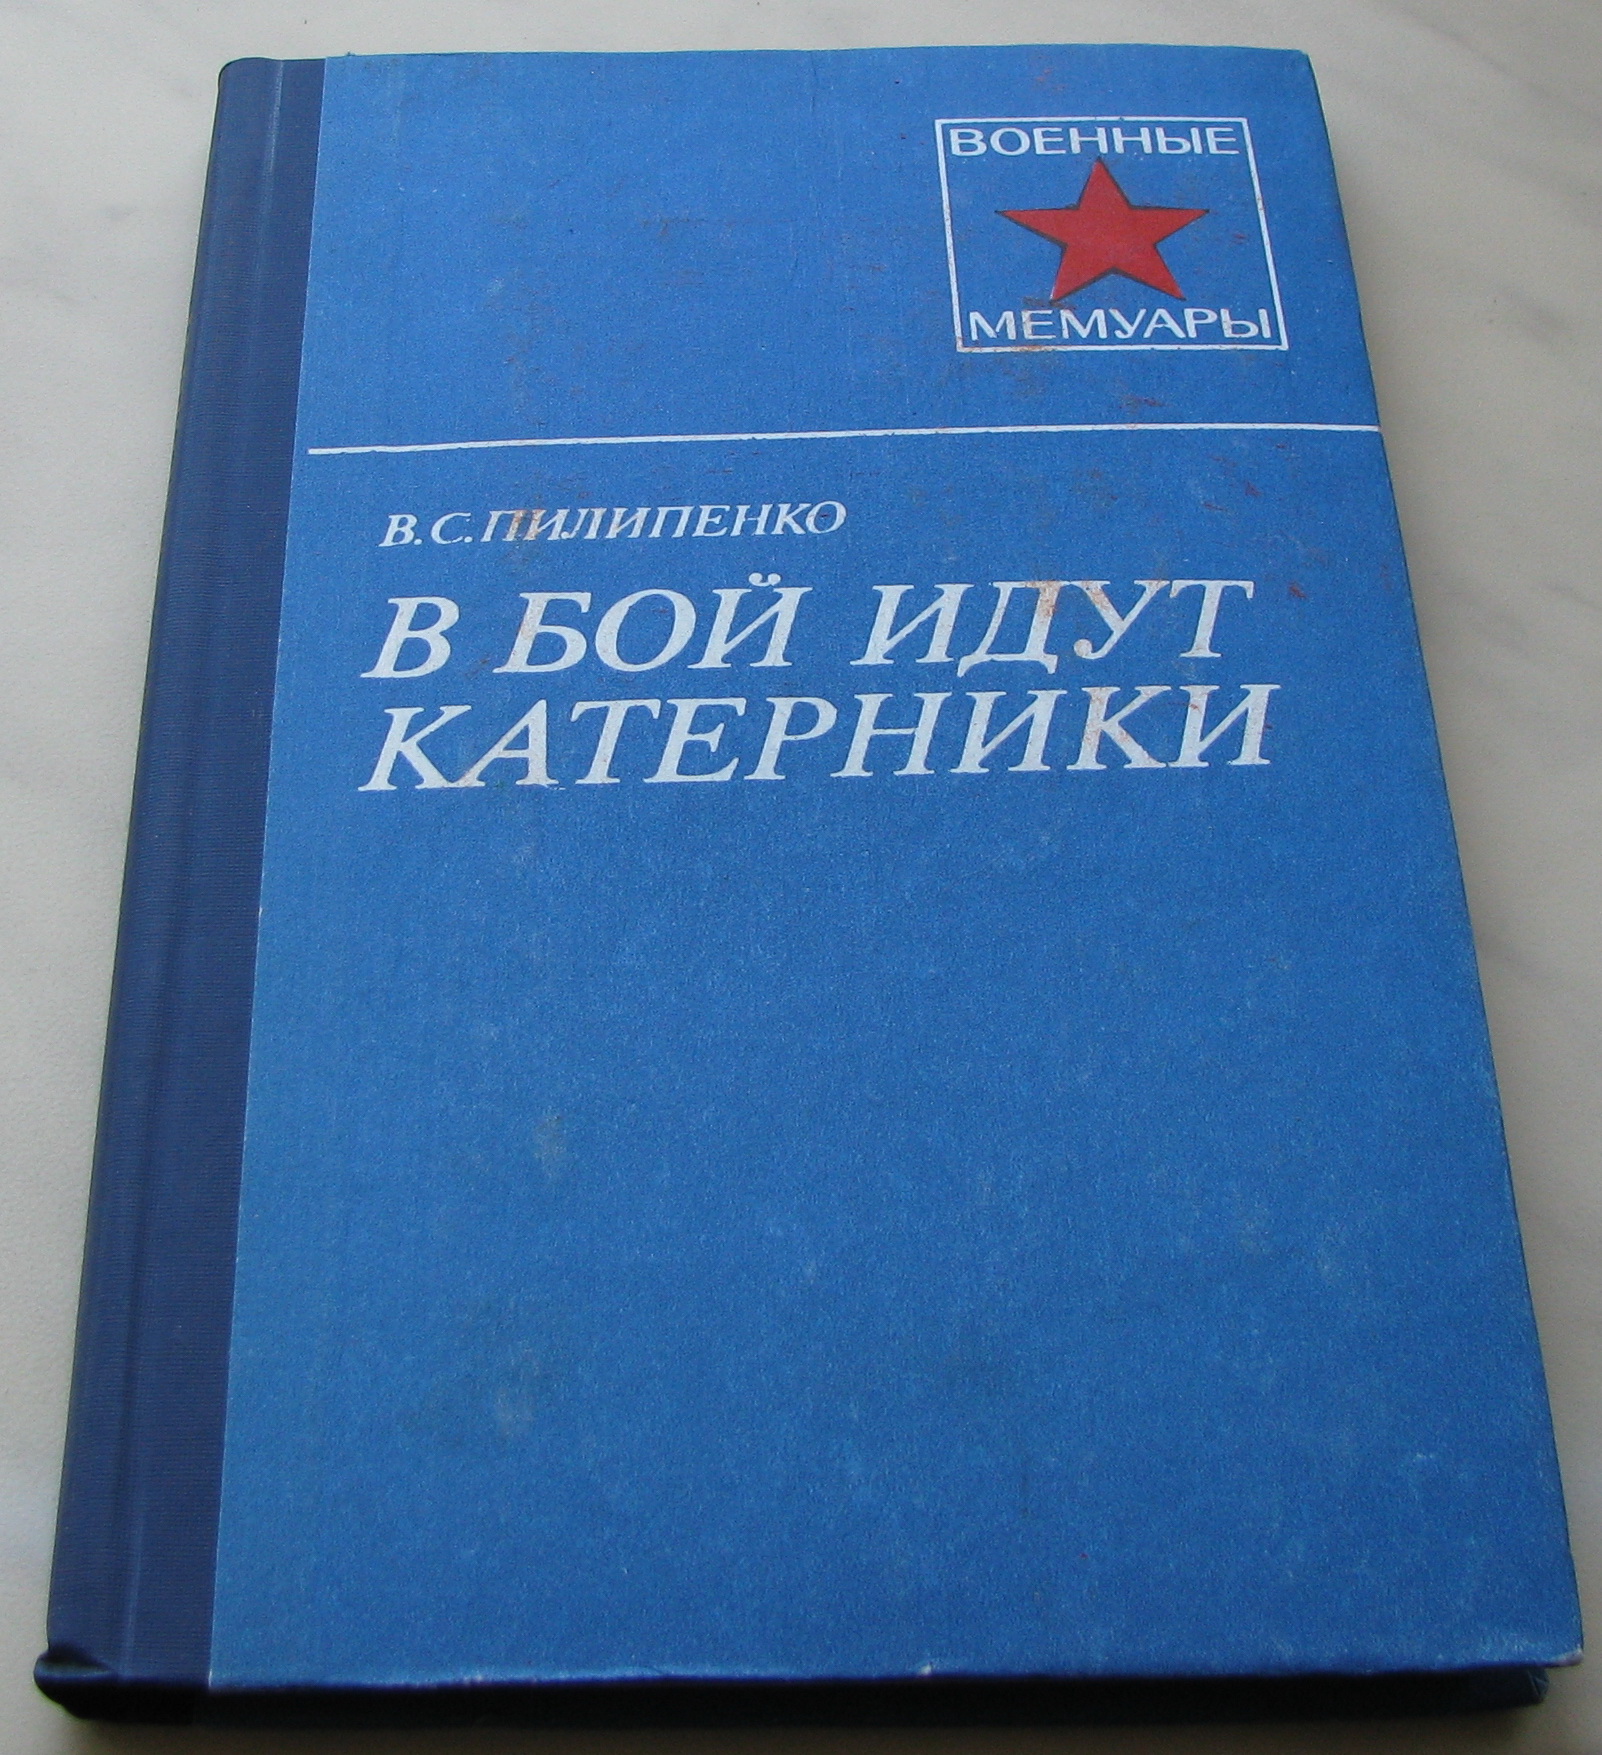 ВОЕННЫЕ
МЕМУАРЫ
В.С.ПИЛИПЕНКО
В БОЙ ИДУТ
КАТЕРНИКИ